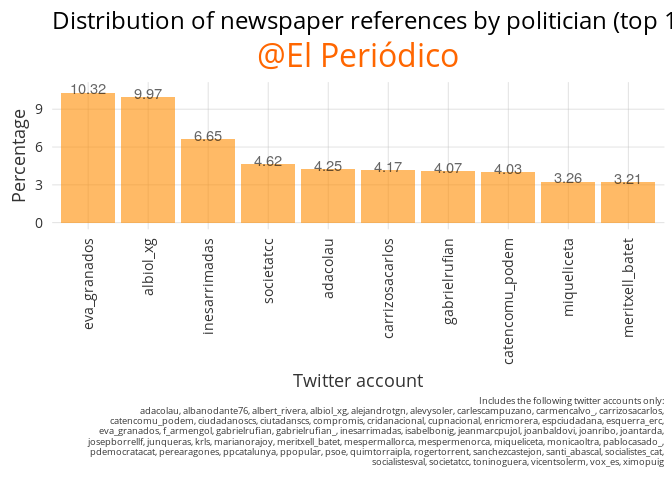 Distribution of newspaper references by politician (top 1
@El Periódico
Percentage
9
6
3
0
10.32
9.97
6.65
4.62
4.25
4.17
4.07
4.03
3.26
3.21
eva_granados
albiol_xg
inesarrimadas
societatcc
adacolau
carrizosacarlos
gabrielrufian
catencomu_podem
miqueliceta
meritxell_batet
Twitter account
Includes the following twitter accounts only:
adacolau, albanodante76, albert_rivera, albiol_xg, alejandrotgn, alevysoler, carlescampuzano, carmencalvo_, carrizosacarlos,
catencomu_podem, ciudadanoscs, ciutadanscs, compromis, cridanacional, cupnacional, enricmorera, espciudadana, esquerra_erc,
eva_granados, f_armengol, gabrielrufian, gabrielrufian_, inesarrimadas, isabelbonig, jeanmarcpujol, joanbaldovi, joanribo, joantarda,
josepborrellf, junqueras, krls, marianorajoy, meritxell_batet, mespermallorca, mespermenorca, miqueliceta, monicaoltra, pablocasado_,
pdemocratacat, perearagones, ppcatalunya, ppopular, psoe, quimtorraipla, rogertorrent, sanchezcastejon, santi_abascal, socialistes_cat,
socialistesval, societatcc, toninoguera, vicentsolerm, vox_es, ximopuig